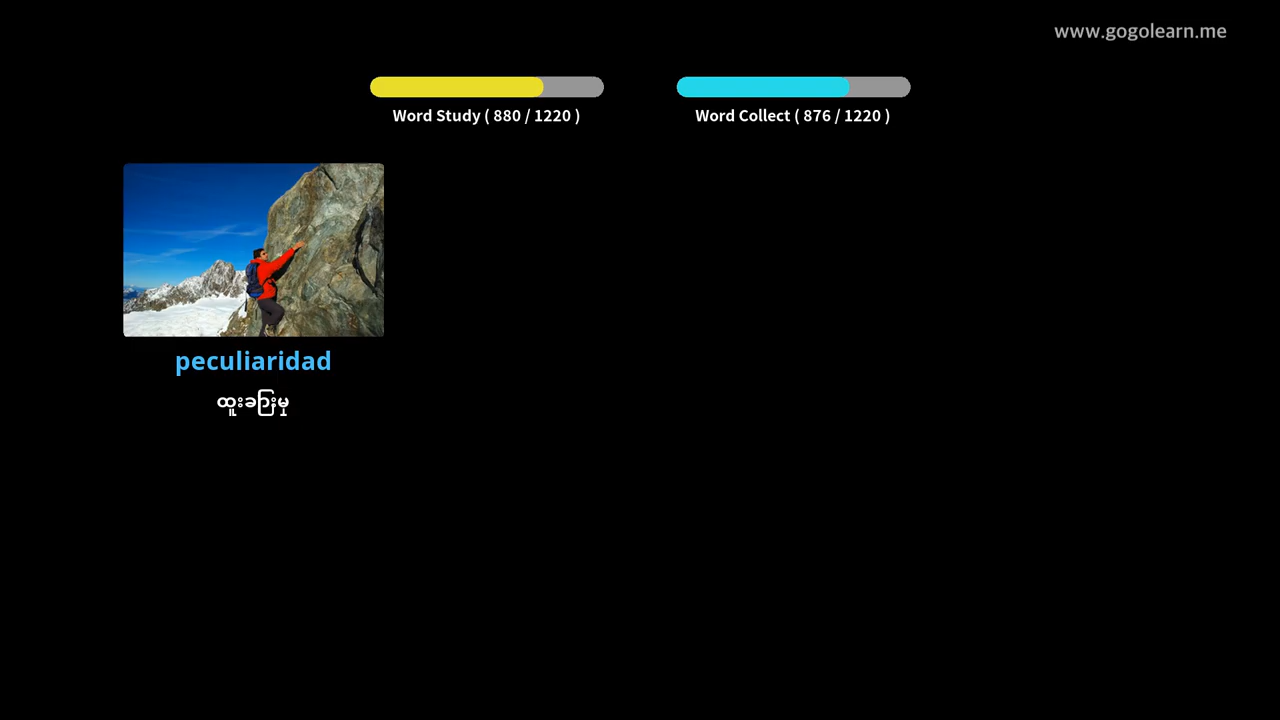 www.gogolearn.me
Word Study ( 880 / 1220 )
Word Collect ( 876 / 1220 )
peculiaridad
ထူးခြားမှု